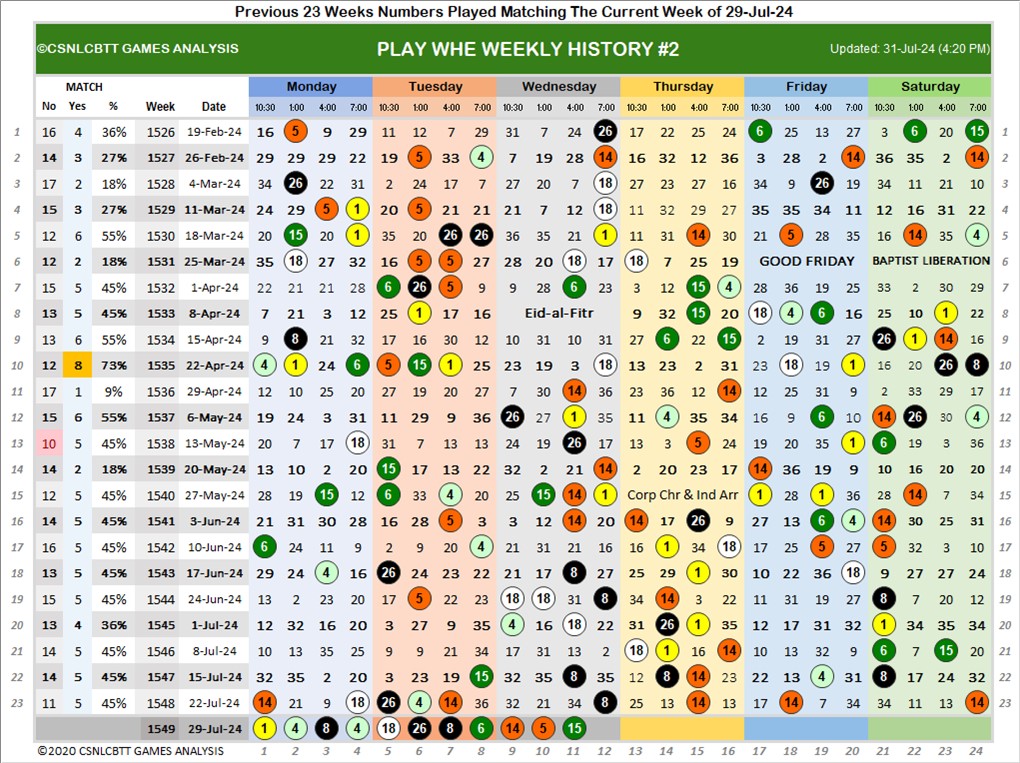 Previous 23 Weeks Numbers Played Matching The Current Week of 29-Jul-24
©CSNLCBTT GAMES ANALYSIS PLAY WHE WEEKLY HISTORY #2 Updated: 31-Jul-24 (4:20 PM)
MATCH Monday Tuesday Wednesday Thursday Friday Saturday
No Yes % Week Date 10:30 1:00 4:00 7:00 10:30 1:00 4:00 7:00 10:30 1:00 4:00 7:00 10:30 1:00 4:00 7:00 10:30 1:00 4:00 7:00 10:30 1:00 4:00 7:00
1 16 4 36% 1526 19-Feb-24 16 5 9 29 11 12 7 29 31 7 24 26 17 22 25 24 6 25 13 27 3 6 20 15 1
2 14 3 27% 1527 26-Feb-24 29 29 29 22 19 5 33 4 7 19 28 14 16 32 12 36 3 28 2 14 36 35 2 14 2
3 17 2 18% 1528 4-Mar-24 34 26 22 31 2 24 17 7 27 20 7 18 27 23 27 16 34 9 26 19 34 11 21 10 3
4 15 3 27% 1529 11-Mar-24 24 29 5 1 20 5 21 21 21 7 12 18 11 32 29 27 35 35 34 11 12 16 31 22 4
5 12 6 55% 1530 18-Mar-24 20 15 20 1 35 20 26 26 36 35 21 1 11 31 14 30 21 5 28 35 22 14 35 4 5
6 12 2 18% 1531 25-Mar-24 35 18 27 32 16 5 5 27 28 20 18 17 18 7 25 19 GOOD FRIDAY BAPTIST LIBERATION 6
7 15 5 45% 1532 1-Apr-24 22 21 21 28 6 26 5 9 9 28 6 23 3 12 15 4 28 36 19 25 33 2 30 29 7
8 13 5 45% 1533 8-Apr-24 7 21 3 12 25 1 17 16 Eid-al-Fitr 9 32 15 20 18 4 6 16 25 10 1 22 8
9 13 6 55% 1534 15-Apr-24 9 8 21 32 17 16 30 12 10 31 10 31 27 6 22 15 2 19 31 27 26 1 14 16 9
10 12 8 73% 1535 22-Apr-24 4 1 24 6 5 15 1 25 23 19 3 18 13 23 2 31 23 18 19 1 16 20 26 8 10
11 17 1 9% 1536 29-Apr-24 12 10 25 20 27 19 20 27 7 30 14 36 23 11 32 14 12 25 31 9 2 33 29 17 11
12 15 6 55% 1537 6-May-24 19 24 3 31 11 29 9 36 26 27 1 35 11 4 35 34 16 9 6 10 14 26 30 4 12
13 10 5 45% 1538 13-May-24 20 7 17 18 31 7 13 13 24 19 26 17 13 3 5 24 19 20 35 1 6 19 3 36 13
14 14 2 18% 1539 20-May-24 13 10 2 20 15 17 13 22 32 2 21 14 2 20 23 17 14 36 19 9 10 16 20 20 14
15 12 5 45% 1540 27-May-24 28 19 15 12 6 33 4 20 25 15 14 1 Corp Chr & Ind Arr 1 28 1 36 28 14 7 34 15
16 14 5 45% 1541 3-Jun-24 21 31 30 28 16 28 5 3 3 12 14 20 14 17 26 9 27 13 6 4 14 30 25 31 16
17 16 5 45% 1542 10-Jun-24 6 24 11 9 2 9 20 4 21 31 21 16 16 1 34 18 17 25 5 27 5 32 3 10 17
18 13 5 45% 1543 17-Jun-24 29 24 4 16 26 24 23 22 21 17 8 27 25 29 1 30 10 22 36 18 9 27 27 24 18
19 15 5 45% 1544 24-Jun-24 13 2 23 20 17 5 22 23 18 18 31 8 34 14 3 22 11 31 19 27 8 7 20 12 19
20 13 4 36% 1545 1-Jul-24 12 32 16 20 3 27 9 35 4 16 18 22 31 26 1 20 12 17 31 32 1 34 35 34 20
21 14 5 45% 1546 8-Jul-24 10 13 35 25 9 9 21 34 17 31 13 2 18 1 16 14 10 13 32 9 6 7 15 20 21
22 14 5 45% 1547 15-Jul-24 32 35 2 20 3 23 19 15 32 35 8 35 12 8 14 23 22 13 4 31 8 17 24 32 22
23 11 5 45% 1548 22-Jul-24 14 21 9 18 26 4 14 36 32 21 34 8 25 13 14 13 17 14 7 34 34 11 13 14 23
1549 29-Jul-24 1 4 8 4 18 26 8 6 14 5 15
©2020 CSNLCBTT GAMES ANALYSIS 1 2 3 4 5 6 7 8 9 10 11 12 13 14 15 16 17 18 19 20 21 22 23 24